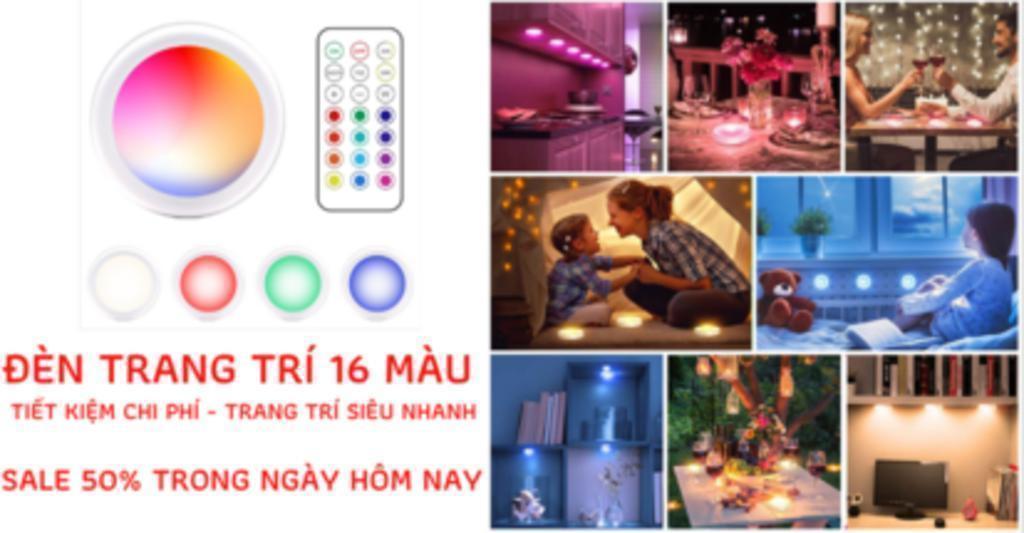 ĐÈN TRANG TRÍ 16 MÀU
TIẾT KIỆM CHI PHÍ - TRANG TRÍ SIÊU NHANH
SALE 50% TRONG NGÀY HÔM NAY